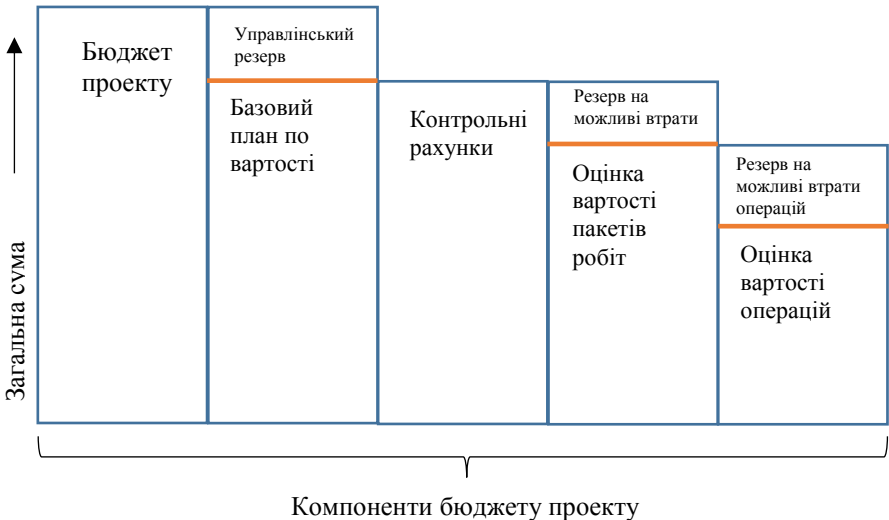 Бюджет
проекту
Управлінський
резерв
Базовий
план по
вартості
Контрольні
рахунки
Резерв на
можливі втрати
Оцінка
вартості
пакетів
робіт
Резерв на
можливі втрати
операцій
Оцінка
вартості
операцій
Загальна сума
Компоненти бюджету проекту